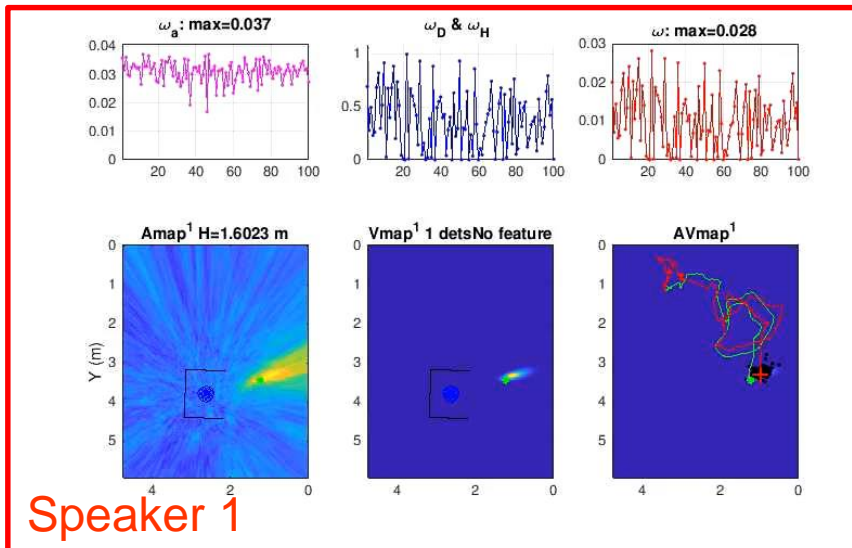 ω_a: max=0.037
ω_D & ω_H
ω: max=0.028
0.04
0.03
0.02
0.01
0
20 40 60 80 100
1
0.5
0
20 40 60 80 100
0.03
0.02
0.01
0
20 40 60 80 100
Amap^1 H=1.6023 m
Vmap^1 1 detsNo feature
AVmap^1
Y (m)
0
1
2
3
4
5
4 2 0
0
1
2
3
4
5
4 2 0
0
1
2
3
4
5
4 2 0
Speaker 1